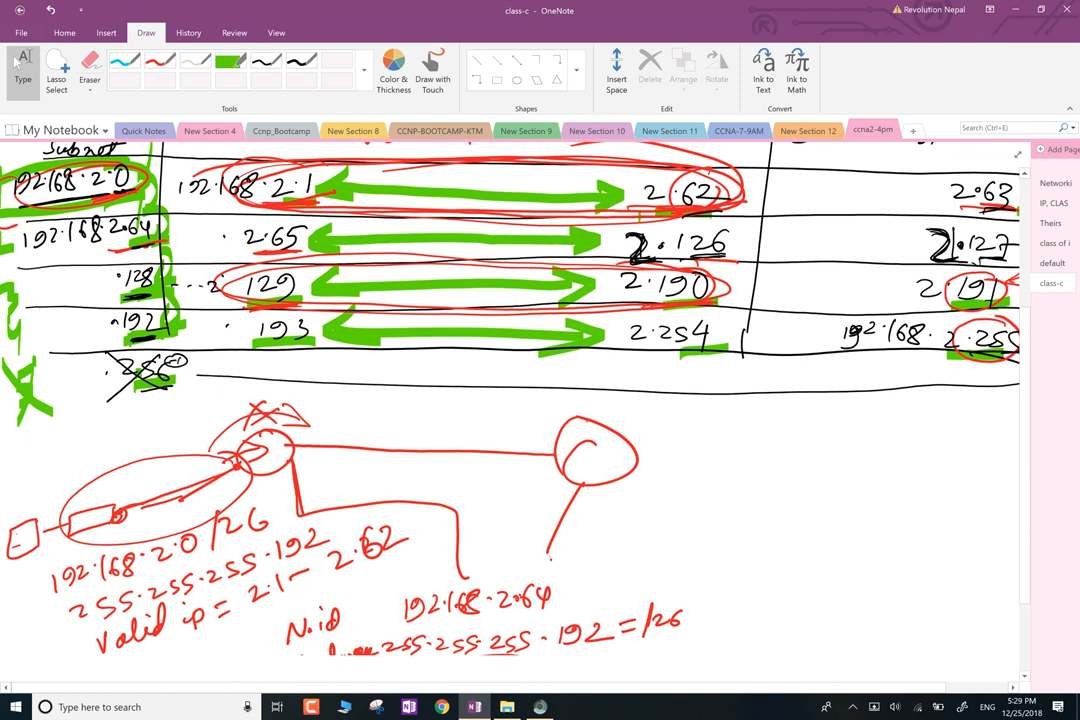 class-c - OneNote
Revolution Nepal
File Home Insert Draw History Review View
Type
Lasso Select
Eraser
Color & Thickness
Draw with Touch
Insert Space
Delete
Arrange
Rotate
Ink to Text
Ink to Math
Tools
Shapes
Edit
Convert
My Notebook
Quick Notes New Section 4 Ccnp_Bootcamp New Section 8 CCNP-BOOTCAMP-KTM New Section 9 New Section 10 New Section 11 CCNA-7-9AM New Section 12 ccna2-4pm
Search (Ctrl+E)
Add Page
Networki
IP, CLAS
Theirs
class of i
default
class-c
Subnet
192.168.2.0 192.168.2.1 2.62 2.63
192.168.2.64 . 2.65 2.126 2.127
.128 ...2. 129 2.190 2.191
.192 . 193 2.254 192.168.2.255
.256 -1
192.168.2.0 /26
255.255.255.192
Valid ip = 2.1 - 2.62
N.id 192.168.2.64
255.255.255.192 = /26
Type here to search
ENG
5:29 PM
12/25/2018